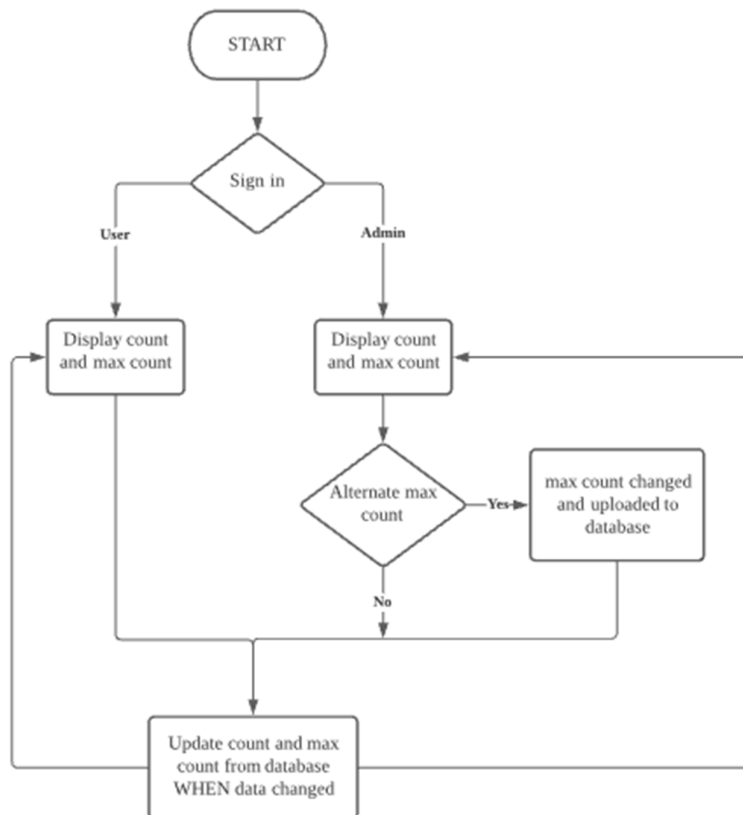 START
Sign in
User
Admin
Display count
and max count
Display count
and max count
Alternate max
count
Yes
max count changed
and uploaded to
database
No
Update count and max
count from database
WHEN data changed